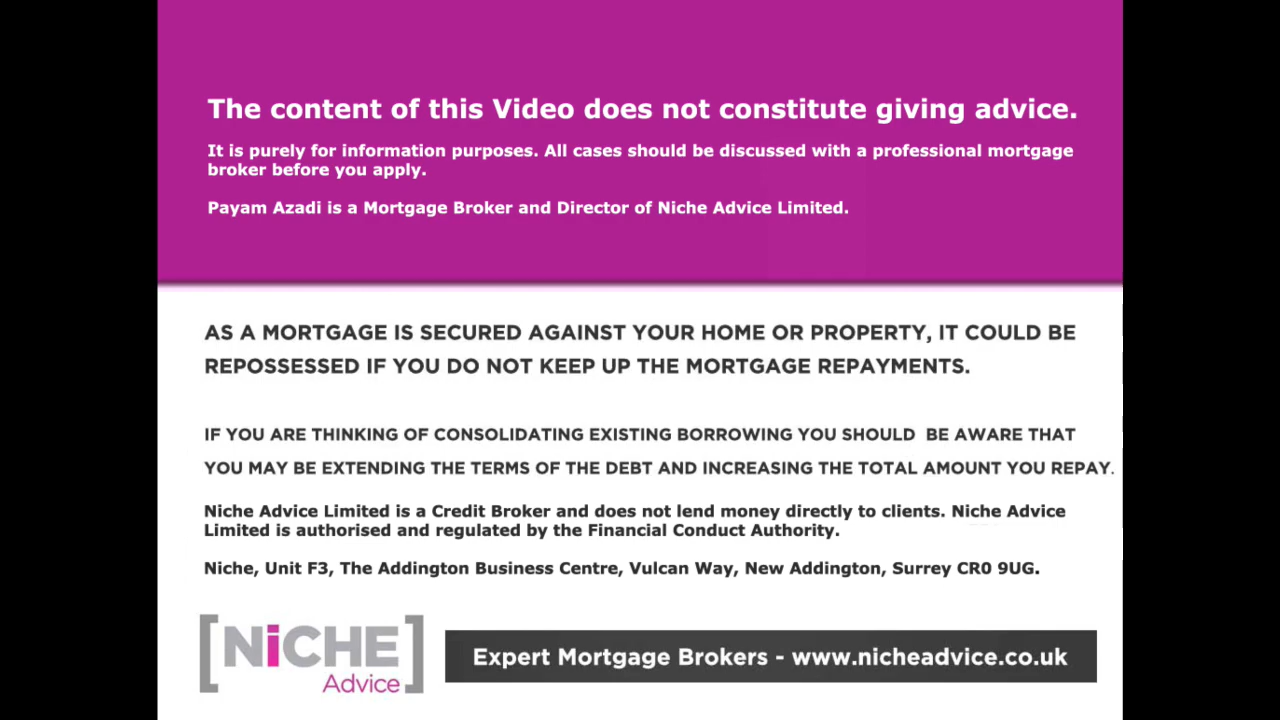 The content of this Video does not constitute giving advice.
It is purely for information purposes. All cases should be discussed with a professional mortgage
broker before you apply.
Payam Azadi is a Mortgage Broker and Director of Niche Advice Limited.
AS A MORTGAGE IS SECURED AGAINST YOUR HOME OR PROPERTY, IT COULD BE
REPOSSESSED IF YOU DO NOT KEEP UP THE MORTGAGE REPAYMENTS.
IF YOU ARE THINKING OF CONSOLIDATING EXISTING BORROWING YOU SHOULD BE AWARE THAT
YOU MAY BE EXTENDING THE TERMS OF THE DEBT AND INCREASING THE TOTAL AMOUNT YOU REPAY.
Niche Advice Limited is a Credit Broker and does not lend money directly to clients. Niche Advice
Limited is authorised and regulated by the Financial Conduct Authority.
Niche, Unit F3, The Addington Business Centre, Vulcan Way, New Addington, Surrey CR0 9UG.
[NiCHE
Advice]
Expert Mortgage Brokers - www.nicheadvice.co.uk